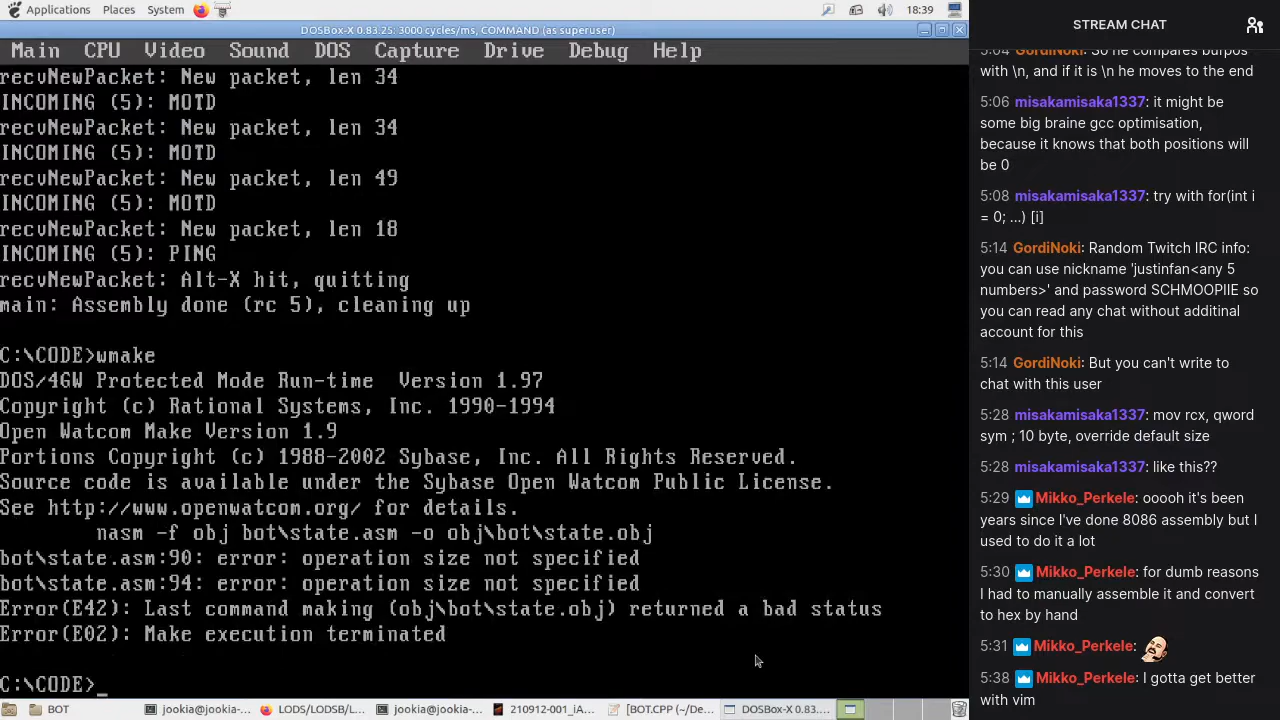 Applications Places System 18:39
DOSBox-X 0.83.25: 3000 cycles/ms, COMMAND (as superuser)
Main CPU Video Sound DOS Capture Drive Debug Help
recvNewPacket: New packet, len 34
INCOMING (5): MOTD
recvNewPacket: New packet, len 34
INCOMING (5): MOTD
recvNewPacket: New packet, len 49
INCOMING (5): MOTD
recvNewPacket: New packet, len 18
INCOMING (5): PING
recvNewPacket: Alt-X hit, quitting
main: Assembly done (rc 5), cleaning up
C:\CODE>wmake
DOS/4GW Protected Mode Run-time Version 1.97
Copyright (c) Rational Systems, Inc. 1990-1994
Open Watcom Make Version 1.9
Portions Copyright (c) 1988-2002 Sybase, Inc. All Rights Reserved.
Source code is available under the Sybase Open Watcom Public License.
See http://www.openwatcom.org/ for details.
nasm -f obj bot\state.asm -o obj\bot\state.obj
bot\state.asm:90: error: operation size not specified
bot\state.asm:94: error: operation size not specified
Error(E42): Last command making (obj\bot\state.obj) returned a bad status
Error(E02): Make execution terminated
C:\CODE>_
BOT jookia@jookia-... LODS/LODSB/L... jookia@jookia-... 210912-001_iA... [BOT.CPP (~/De... DOSBox-X 0.83....
STREAM CHAT
5:04 GordiNoki: So he compares bufpos
with \n, and if it is \n he moves to the end
5:06 misakamisaka1337: it might be
some big braine gcc optimisation,
because it knows that both positions will
be 0
5:08 misakamisaka1337: try with for(int i
= 0; ...) [i]
5:14 GordiNoki: Random Twitch IRC info:
you can use nickname 'justinfan<any 5
numbers>' and password SCHMOOPIIE so
you can read any chat without additinal
account for this
5:14 GordiNoki: But you can't write to
chat with this user
5:28 misakamisaka1337: mov rcx, qword
sym ; 10 byte, override default size
5:28 misakamisaka1337: like this??
5:29 Mikko_Perkele: ooooh it's been
years since I've done 8086 assembly but I
used to do it a lot
5:30 Mikko_Perkele: for dumb reasons
I had to manually assemble it and convert
to hex by hand
5:31 Mikko_Perkele:
5:38 Mikko_Perkele: I gotta get better
with vim